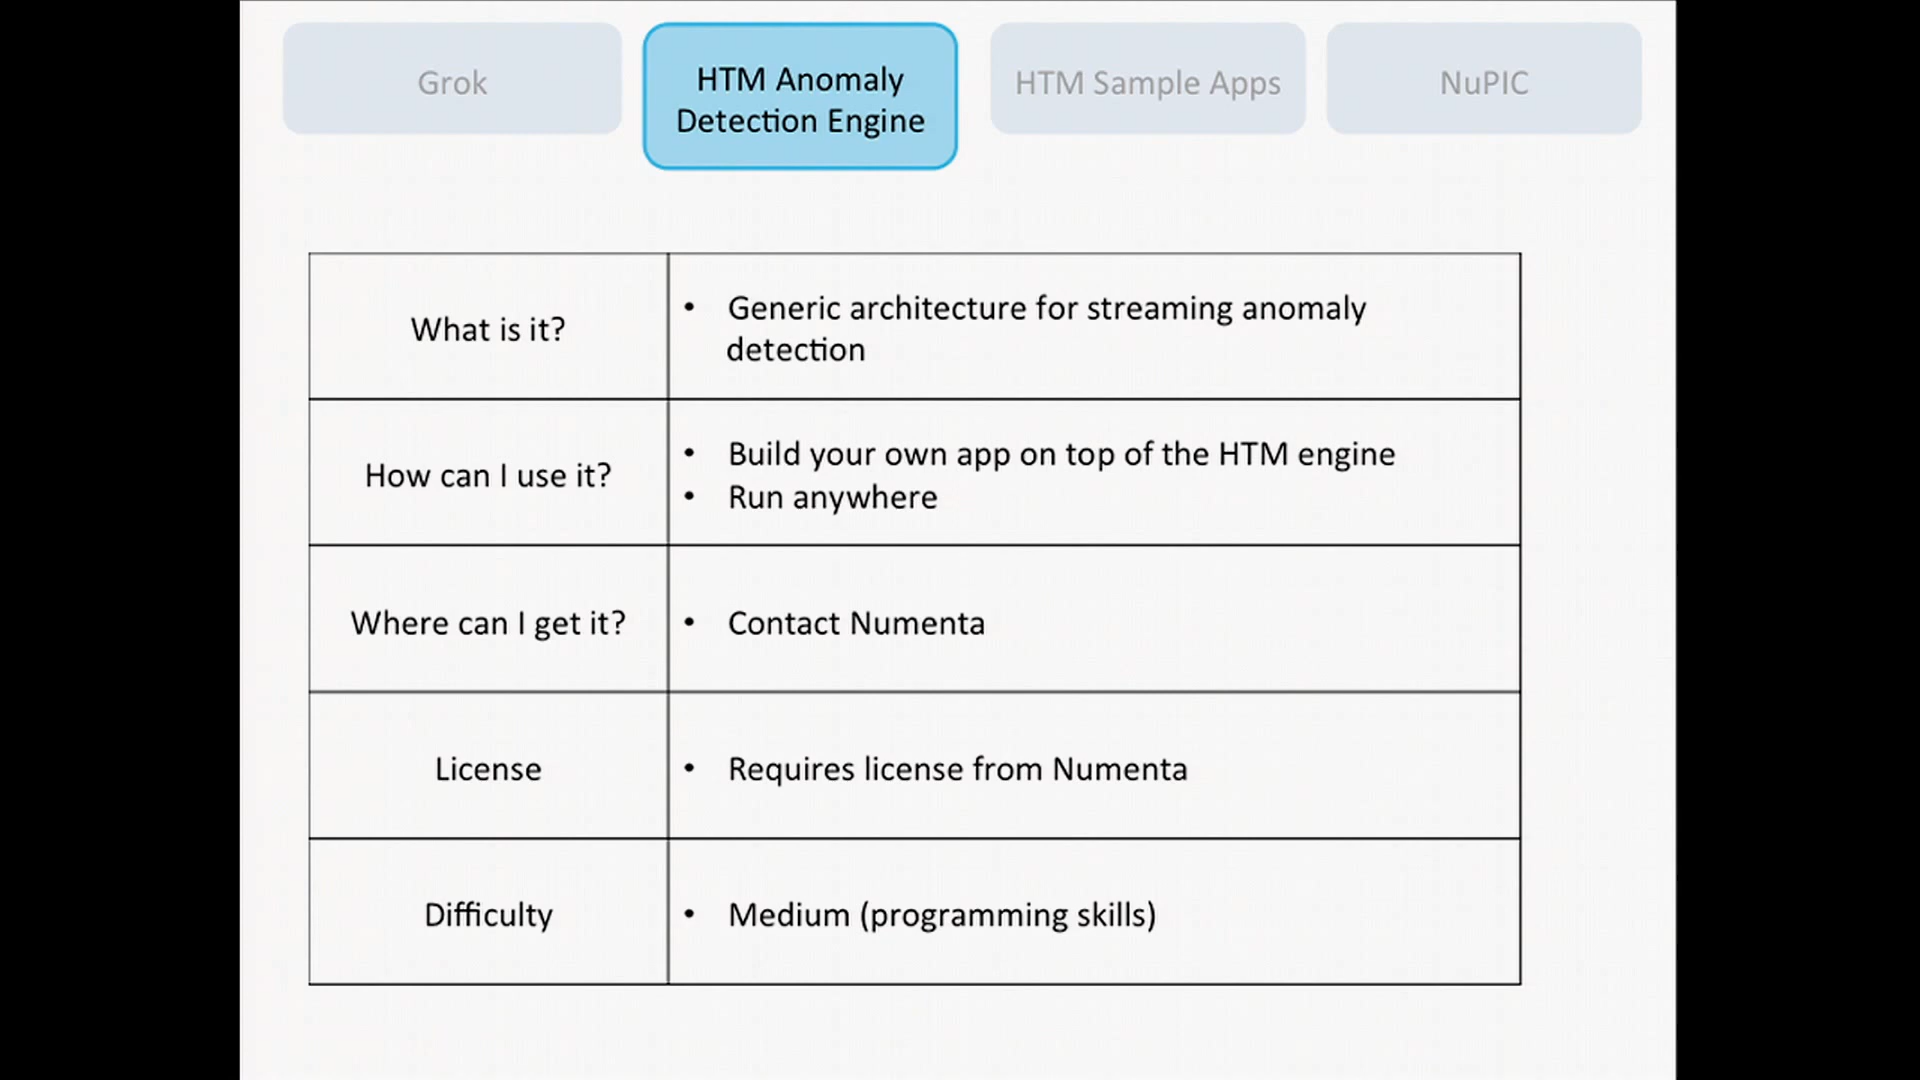 Grok
HTM Anomaly
Detection Engine
HTM Sample Apps
NuPIC
What is it?
• Generic architecture for streaming anomaly
detection
How can I use it?
• Build your own app on top of the HTM engine
• Run anywhere
Where can I get it?
• Contact Numenta
License
• Requires license from Numenta
Difficulty
• Medium (programming skills)